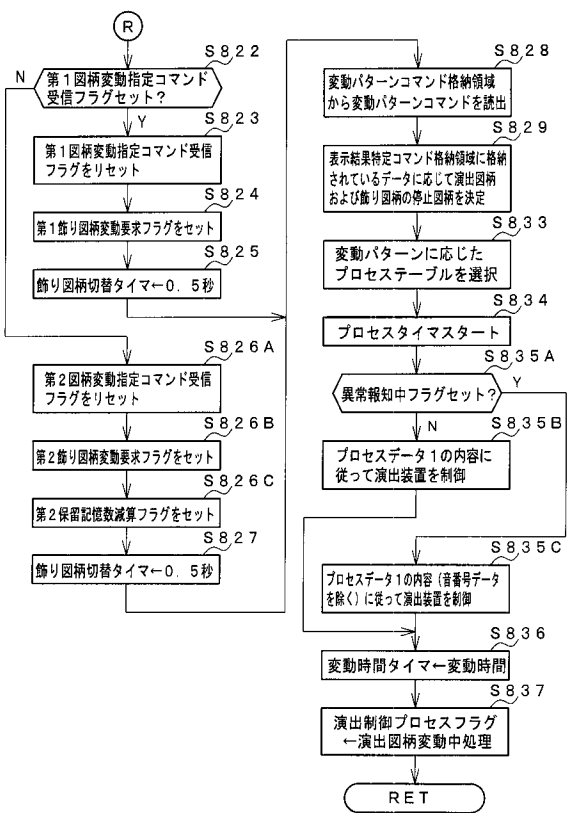 R
S822
第1図柄変動指定コマンド
受信フラグセット？
N
Y
S823
第1図柄変動指定コマンド受信
フラグをリセット
S824
第1飾り図柄変動要求フラグをセット
S825
飾り図柄切替タイマ←0．5秒
S826A
第2図柄変動指定コマンド受信
フラグをリセット
S826B
第2飾り図柄変動要求フラグをセット
S826C
第2保留記憶数減算フラグをセット
S827
飾り図柄切替タイマ←0．5秒
S828
変動パターンコマンド格納領域
から変動パターンコマンドを読出
S829
表示結果特定コマンド格納領域に格納
されているデータに応じて演出図柄
および飾り図柄の停止図柄を決定
S833
変動パターンに応じた
プロセステーブルを選択
S834
プロセスタイマスタート
S835A
異常報知中フラグセット？
Y
N
S835B
プロセスデータ1の内容に
従って演出装置を制御
S835C
プロセスデータ1の内容（音番号データ
を除く）に従って演出装置を制御
S836
変動時間タイマ←変動時間
S837
演出制御プロセスフラグ
←演出図柄変動中処理
RET